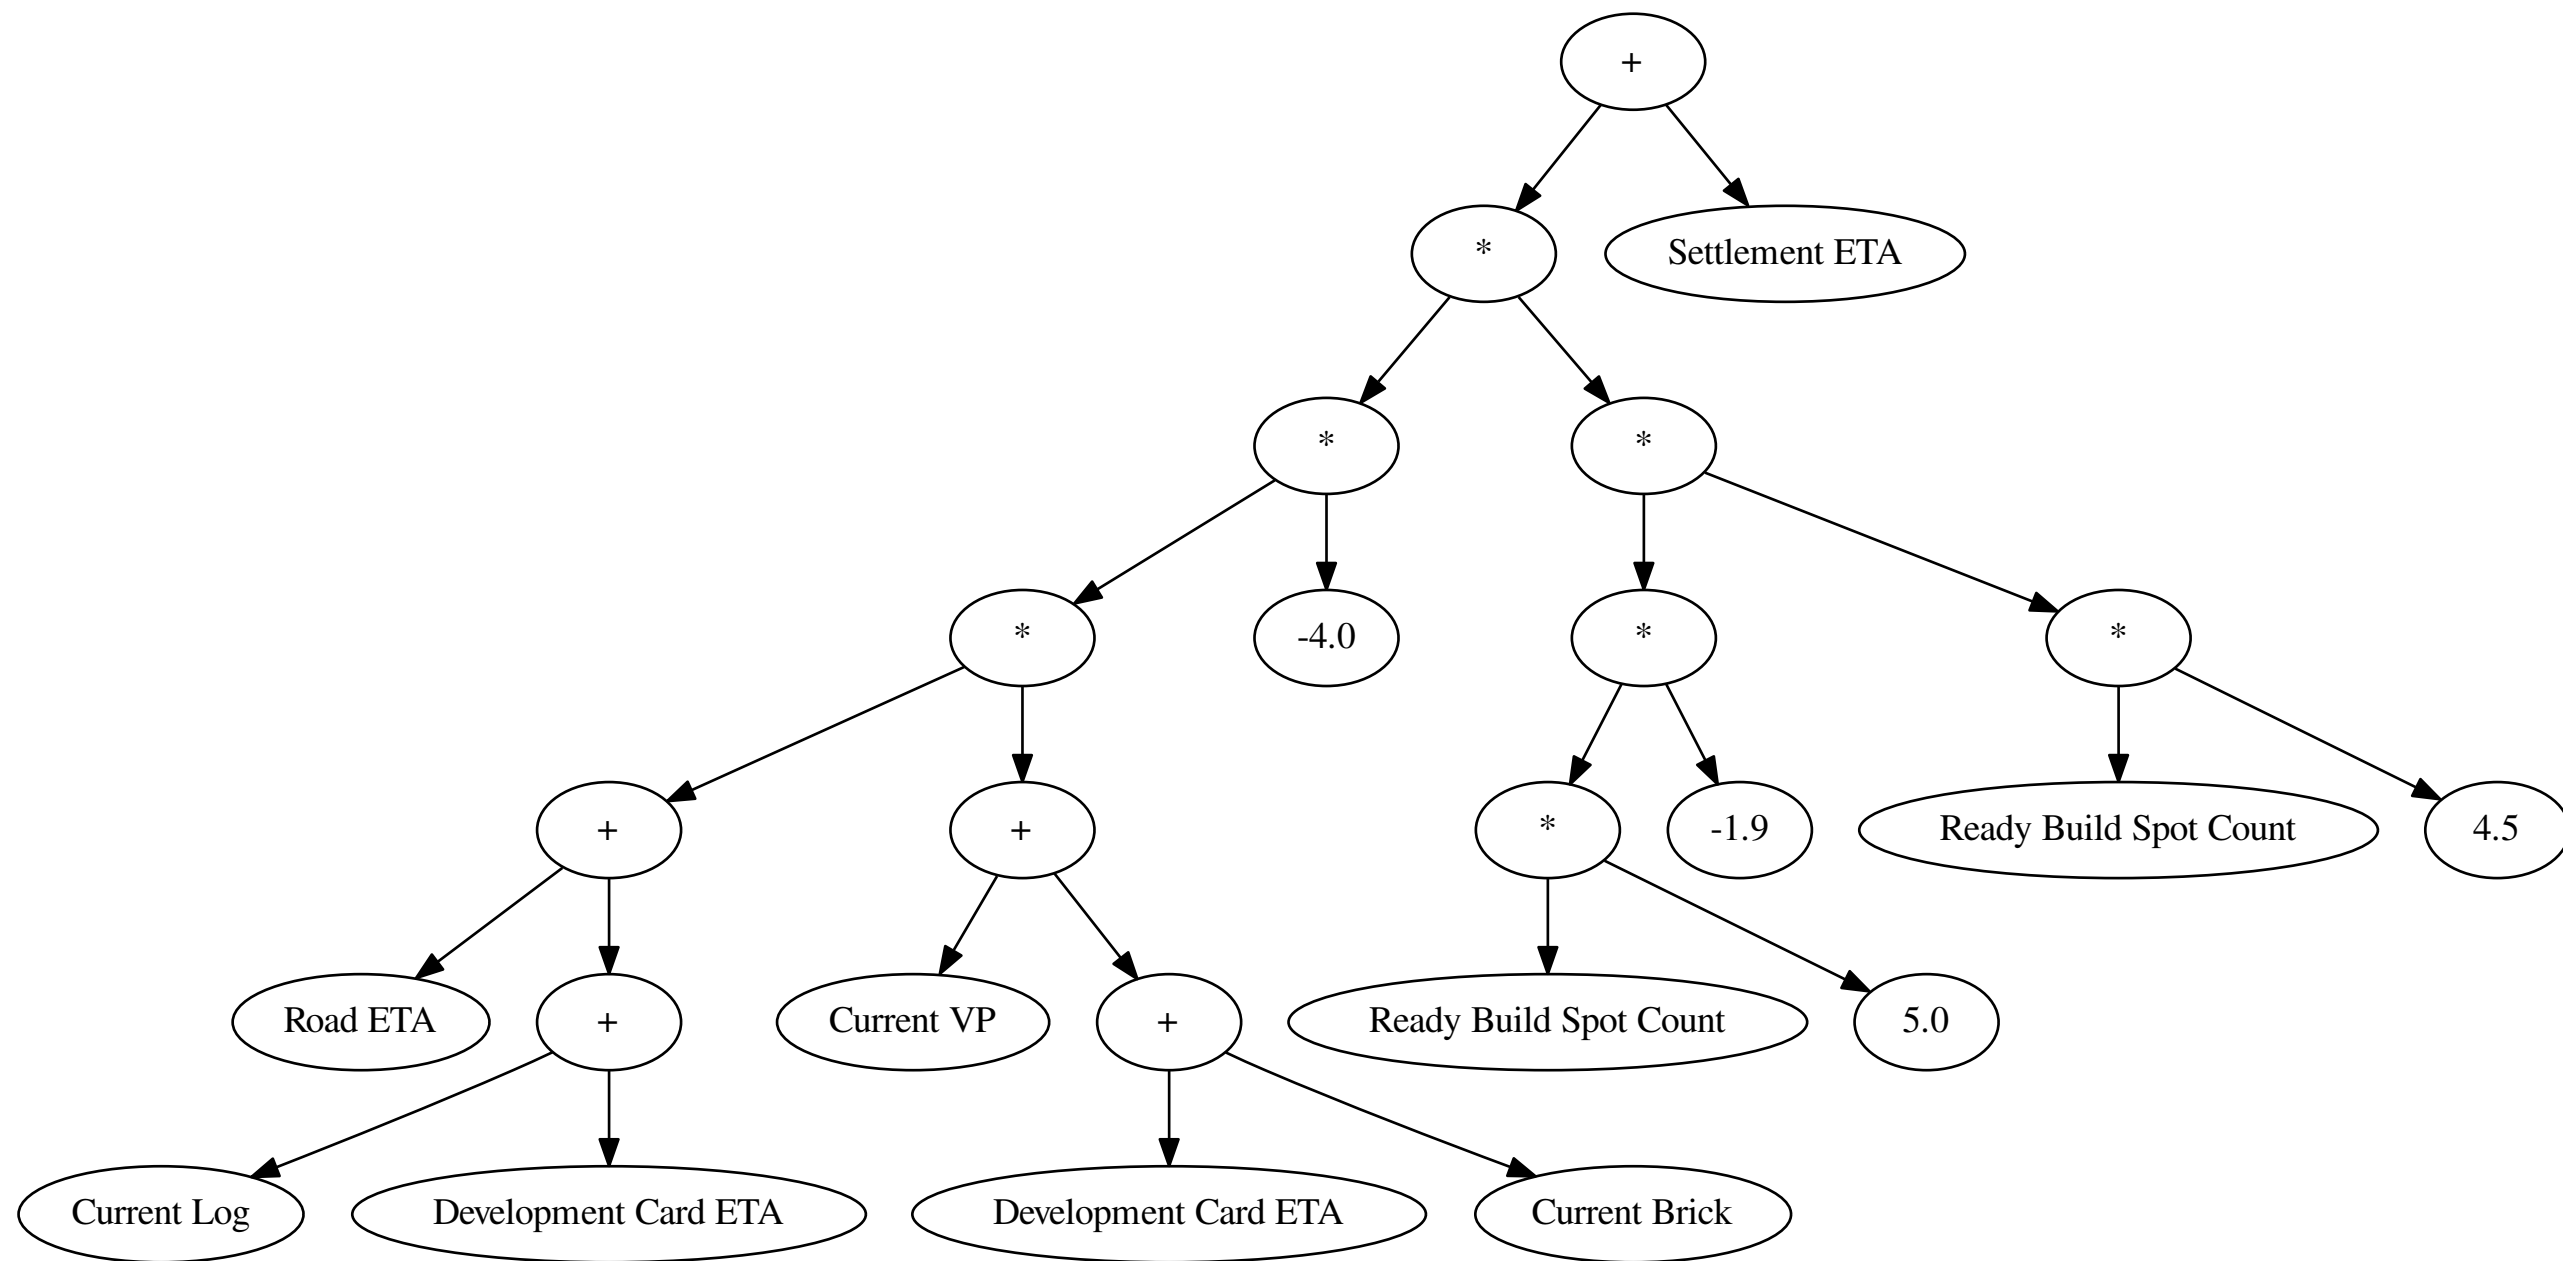 +
*
Settlement ETA
*
*
*
-4.0
*
*
+
+
*
-1.9
Ready Build Spot Count
4.5
Road ETA
+
Current VP
+
Ready Build Spot Count
5.0
Current Log
Development Card ETA
Development Card ETA
Current Brick